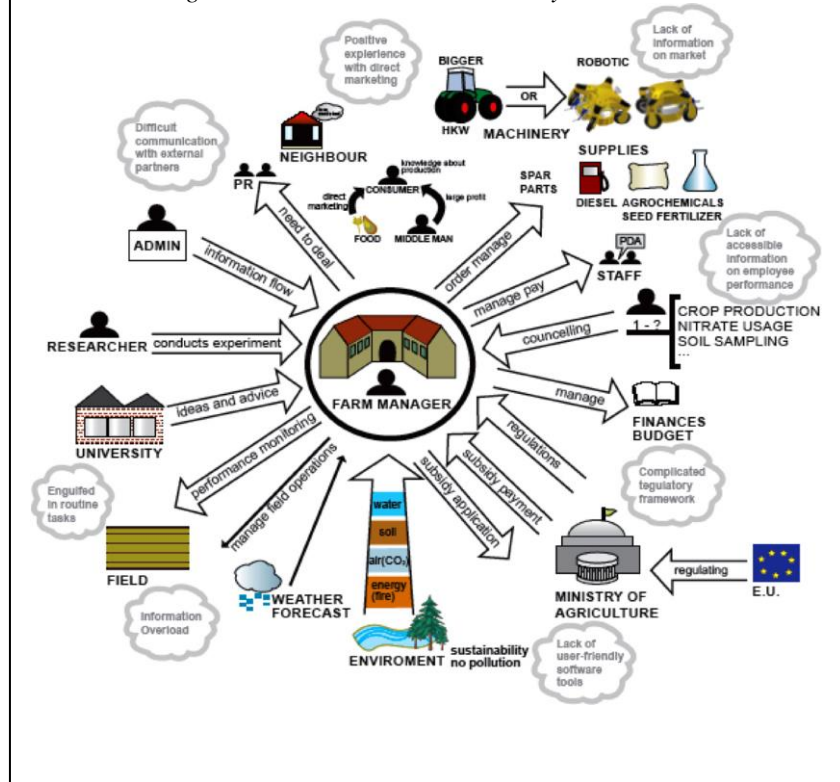 Positive
explerience
with direct
marketing
BIGGER
HKW
OR
MACHINERY
ROBOTIC
Lack of
information
on market
Difficult
communication
with external
partners
NEIGHBOUR
PR
knowledge about
production
CONSUMER
direct
marketing
large profit
FOOD
MIDDLE MAN
SPAR
PARTS
SUPPLIES
DIESEL
AGROCHEMICALS
SEED FERTILIZER
ADMIN
need to deal
information flow
order manage
PDA
STAFF
manage pay
Lack of
accessible
information
on employee
performance
RESEARCHER
conducts experiment
councelling
1 - ?
CROP PRODUCTION
NITRATE USAGE
SOIL SAMPLING
...
FARM MANAGER
UNIVERSITY
ideas and advice
manage
FINANCES
BUDGET
performance monitoring
manage field operations
regulations
subsidy payment
subsidy application
Engulfed
in routine
tasks
Complicated
tegulatory
framework
FIELD
WEATHER
FORECAST
water
soil
air(CO₂)
energy
(fire)
MINISTRY OF
AGRICULTURE
regulating
E.U.
Information
Overload
ENVIROMENT
sustainability
no pollution
Lack of
user-friendly
software
tools